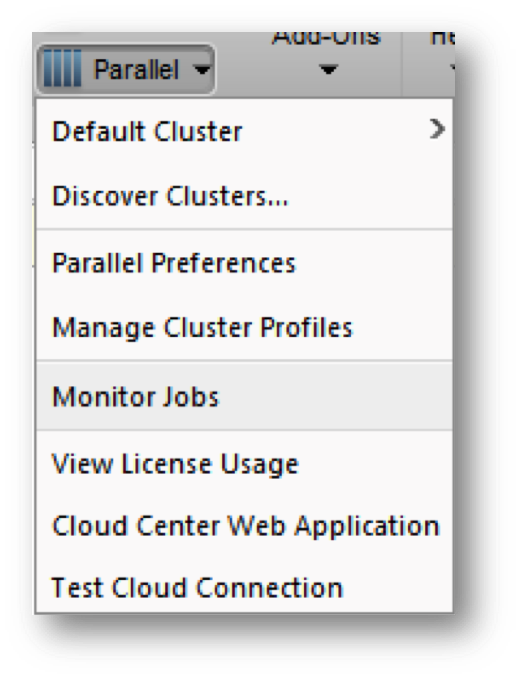 Add-Ons
Parallel
Default Cluster
Discover Clusters...
Parallel Preferences
Manage Cluster Profiles
Monitor Jobs
View License Usage
Cloud Center Web Application
Test Cloud Connection